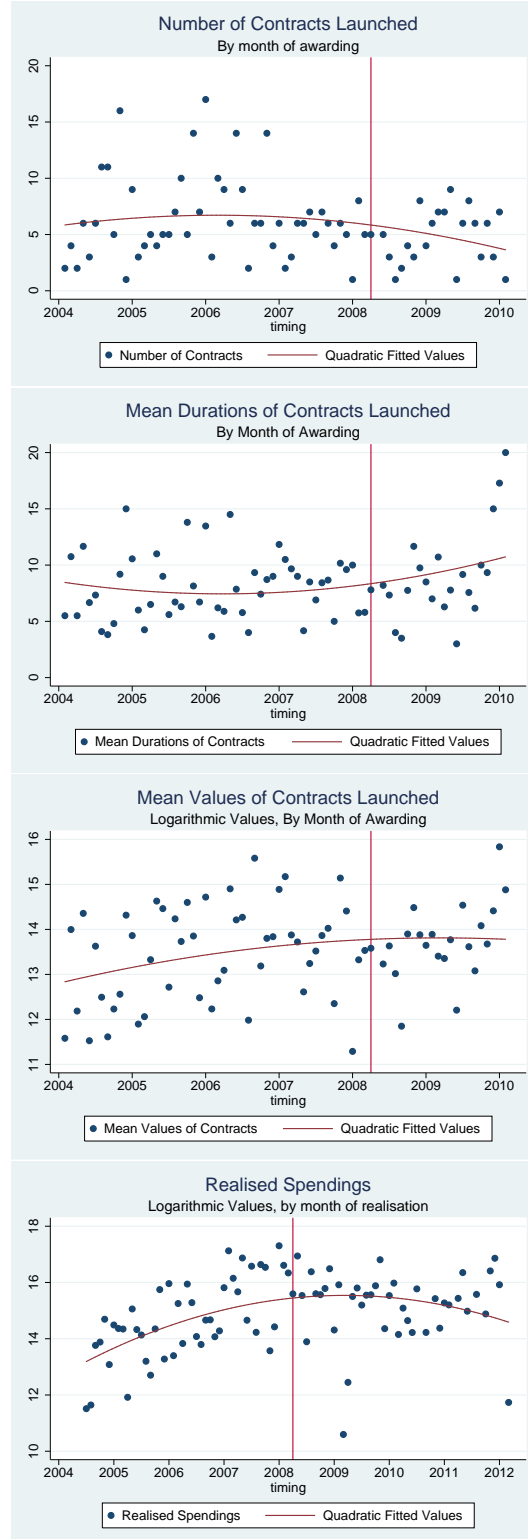 Number of Contracts Launched
By month of awarding
20
15
10
5
0
2004 2005 2006 2007 2008 2009 2010
timing
Number of Contracts Quadratic Fitted Values
Mean Durations of Contracts Launched
By Month of Awarding
20
15
10
5
0
2004 2005 2006 2007 2008 2009 2010
timing
Mean Durations of Contracts Quadratic Fitted Values
Mean Values of Contracts Launched
Logarithmic Values, By Month of Awarding
16
15
14
13
12
11
2004 2005 2006 2007 2008 2009 2010
timing
Mean Values of Contracts Quadratic Fitted Values
Realised Spendings
Logarithmic Values, by month of realisation
18
16
14
12
10
2004 2005 2006 2007 2008 2009 2010 2011 2012
timing
Realised Spendings Quadratic Fitted Values